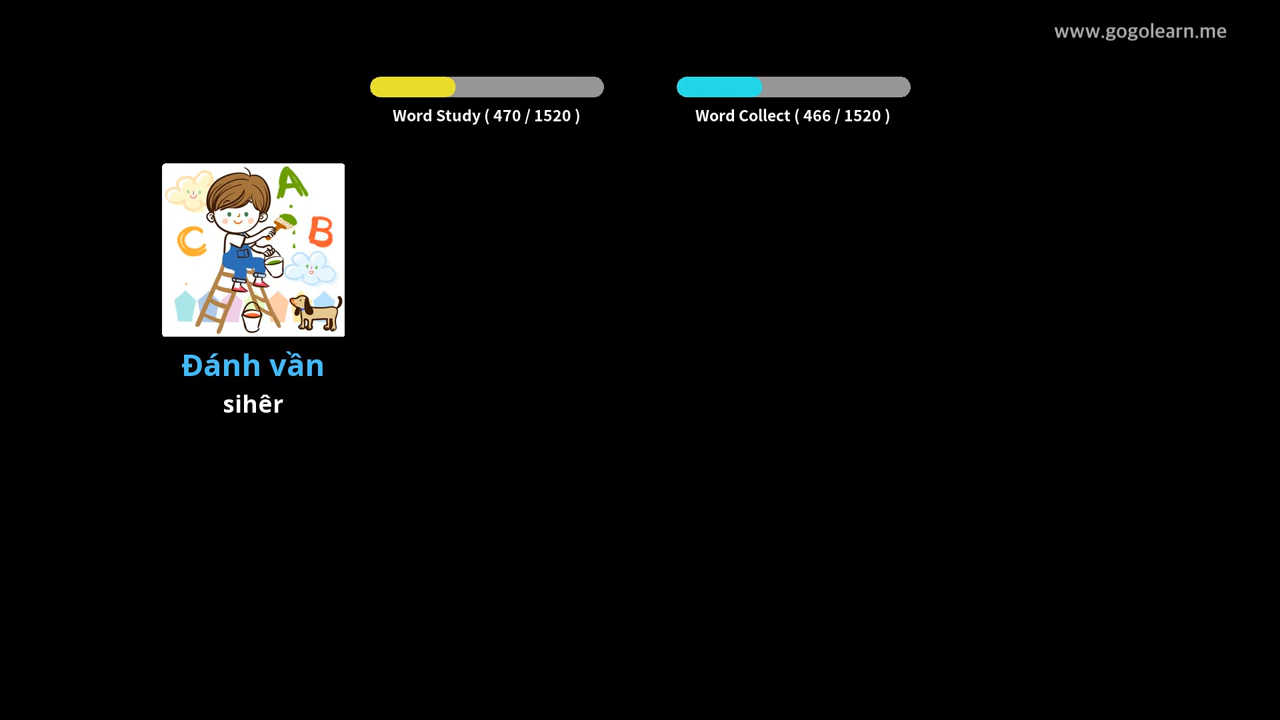 www.gogolearn.me
Word Study ( 470 / 1520 )
Word Collect ( 466 / 1520 )
A
B
C
Đánh vần
sihêr